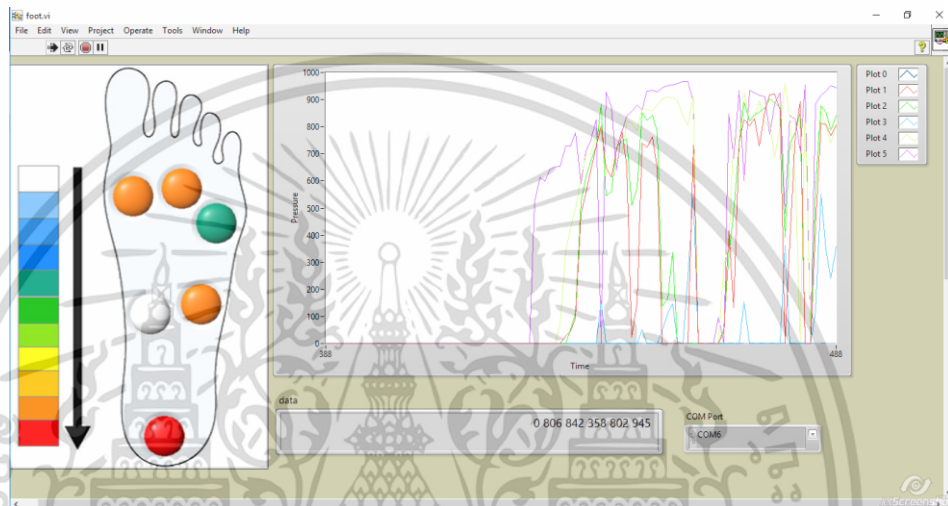 foot.vi
File Edit View Project Operate Tools Window Help
Pressure
1000
900
800
700
600
500
400
300
200
100
0
388
488
Time
Plot 0
Plot 1
Plot 2
Plot 3
Plot 4
Plot 5
data
0 806 842 358 802 945
COM Port
COM6